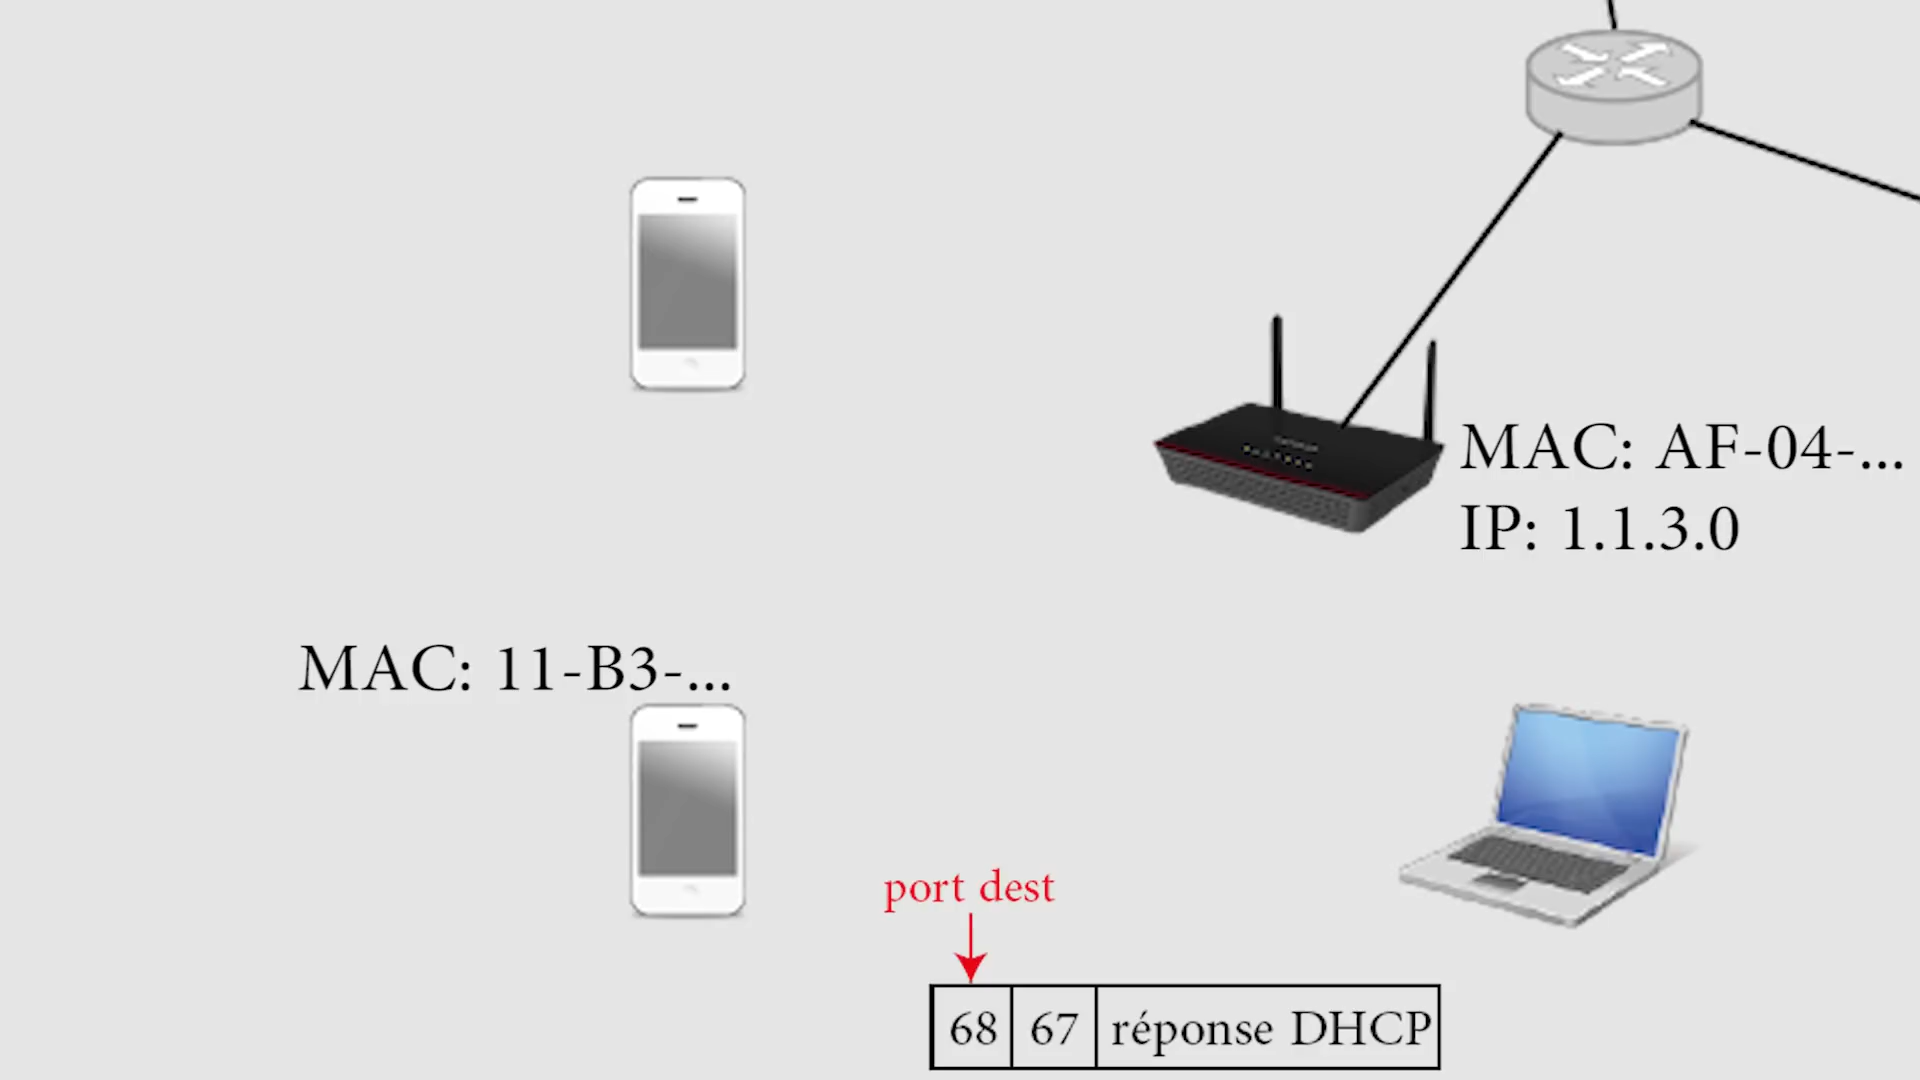 MAC: AF-04-...
IP: 1.1.3.0
MAC: 11-B3-...
port dest
68 67 réponse DHCP